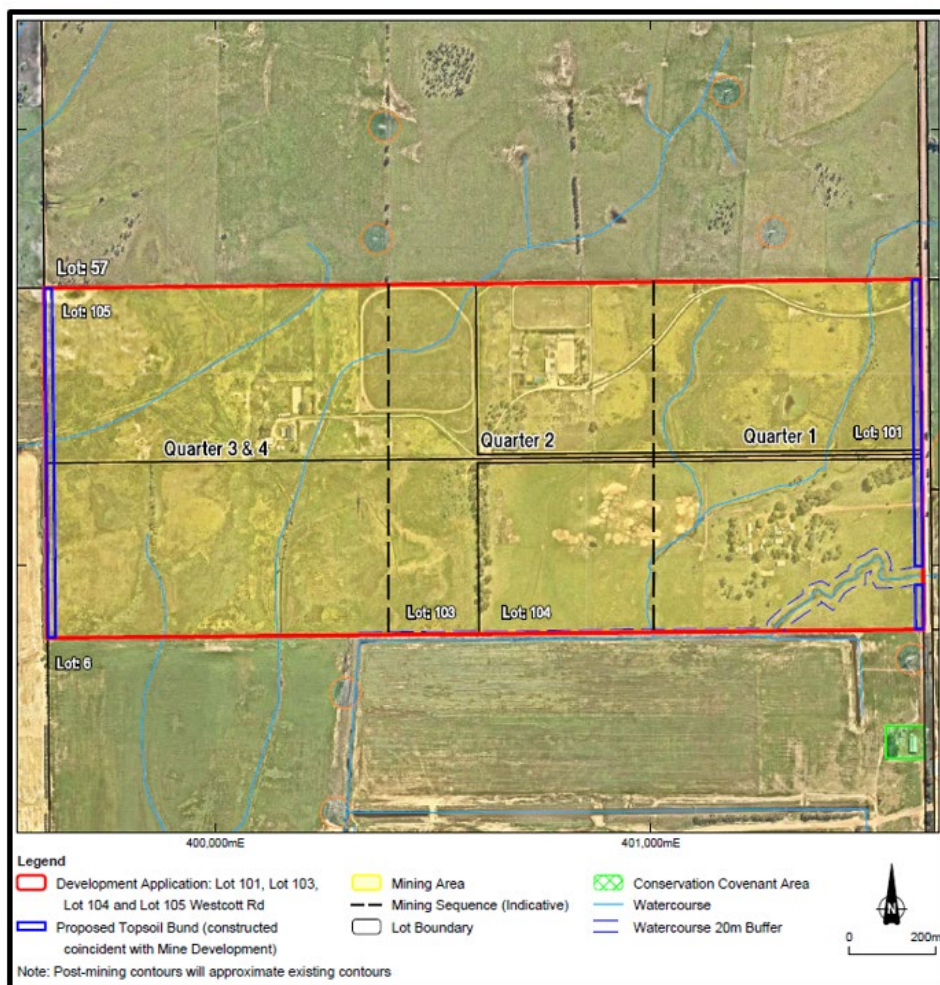 Lot: 57
Lot: 105
Quarter 3 & 4
Quarter 2
Quarter 1
Lot: 101
Lot: 103
Lot: 104
Lot: 6
400,000mE
401,000mE
Legend
Development Application: Lot 101, Lot 103,
Lot 104 and Lot 105 Westcott Rd
Proposed Topsoil Bund (constructed
coincident with Mine Development)
Mining Area
Mining Sequence (Indicative)
Lot Boundary
Conservation Covenant Area
Watercourse
Watercourse 20m Buffer
N
0 200m
Note: Post-mining contours will approximate existing contours